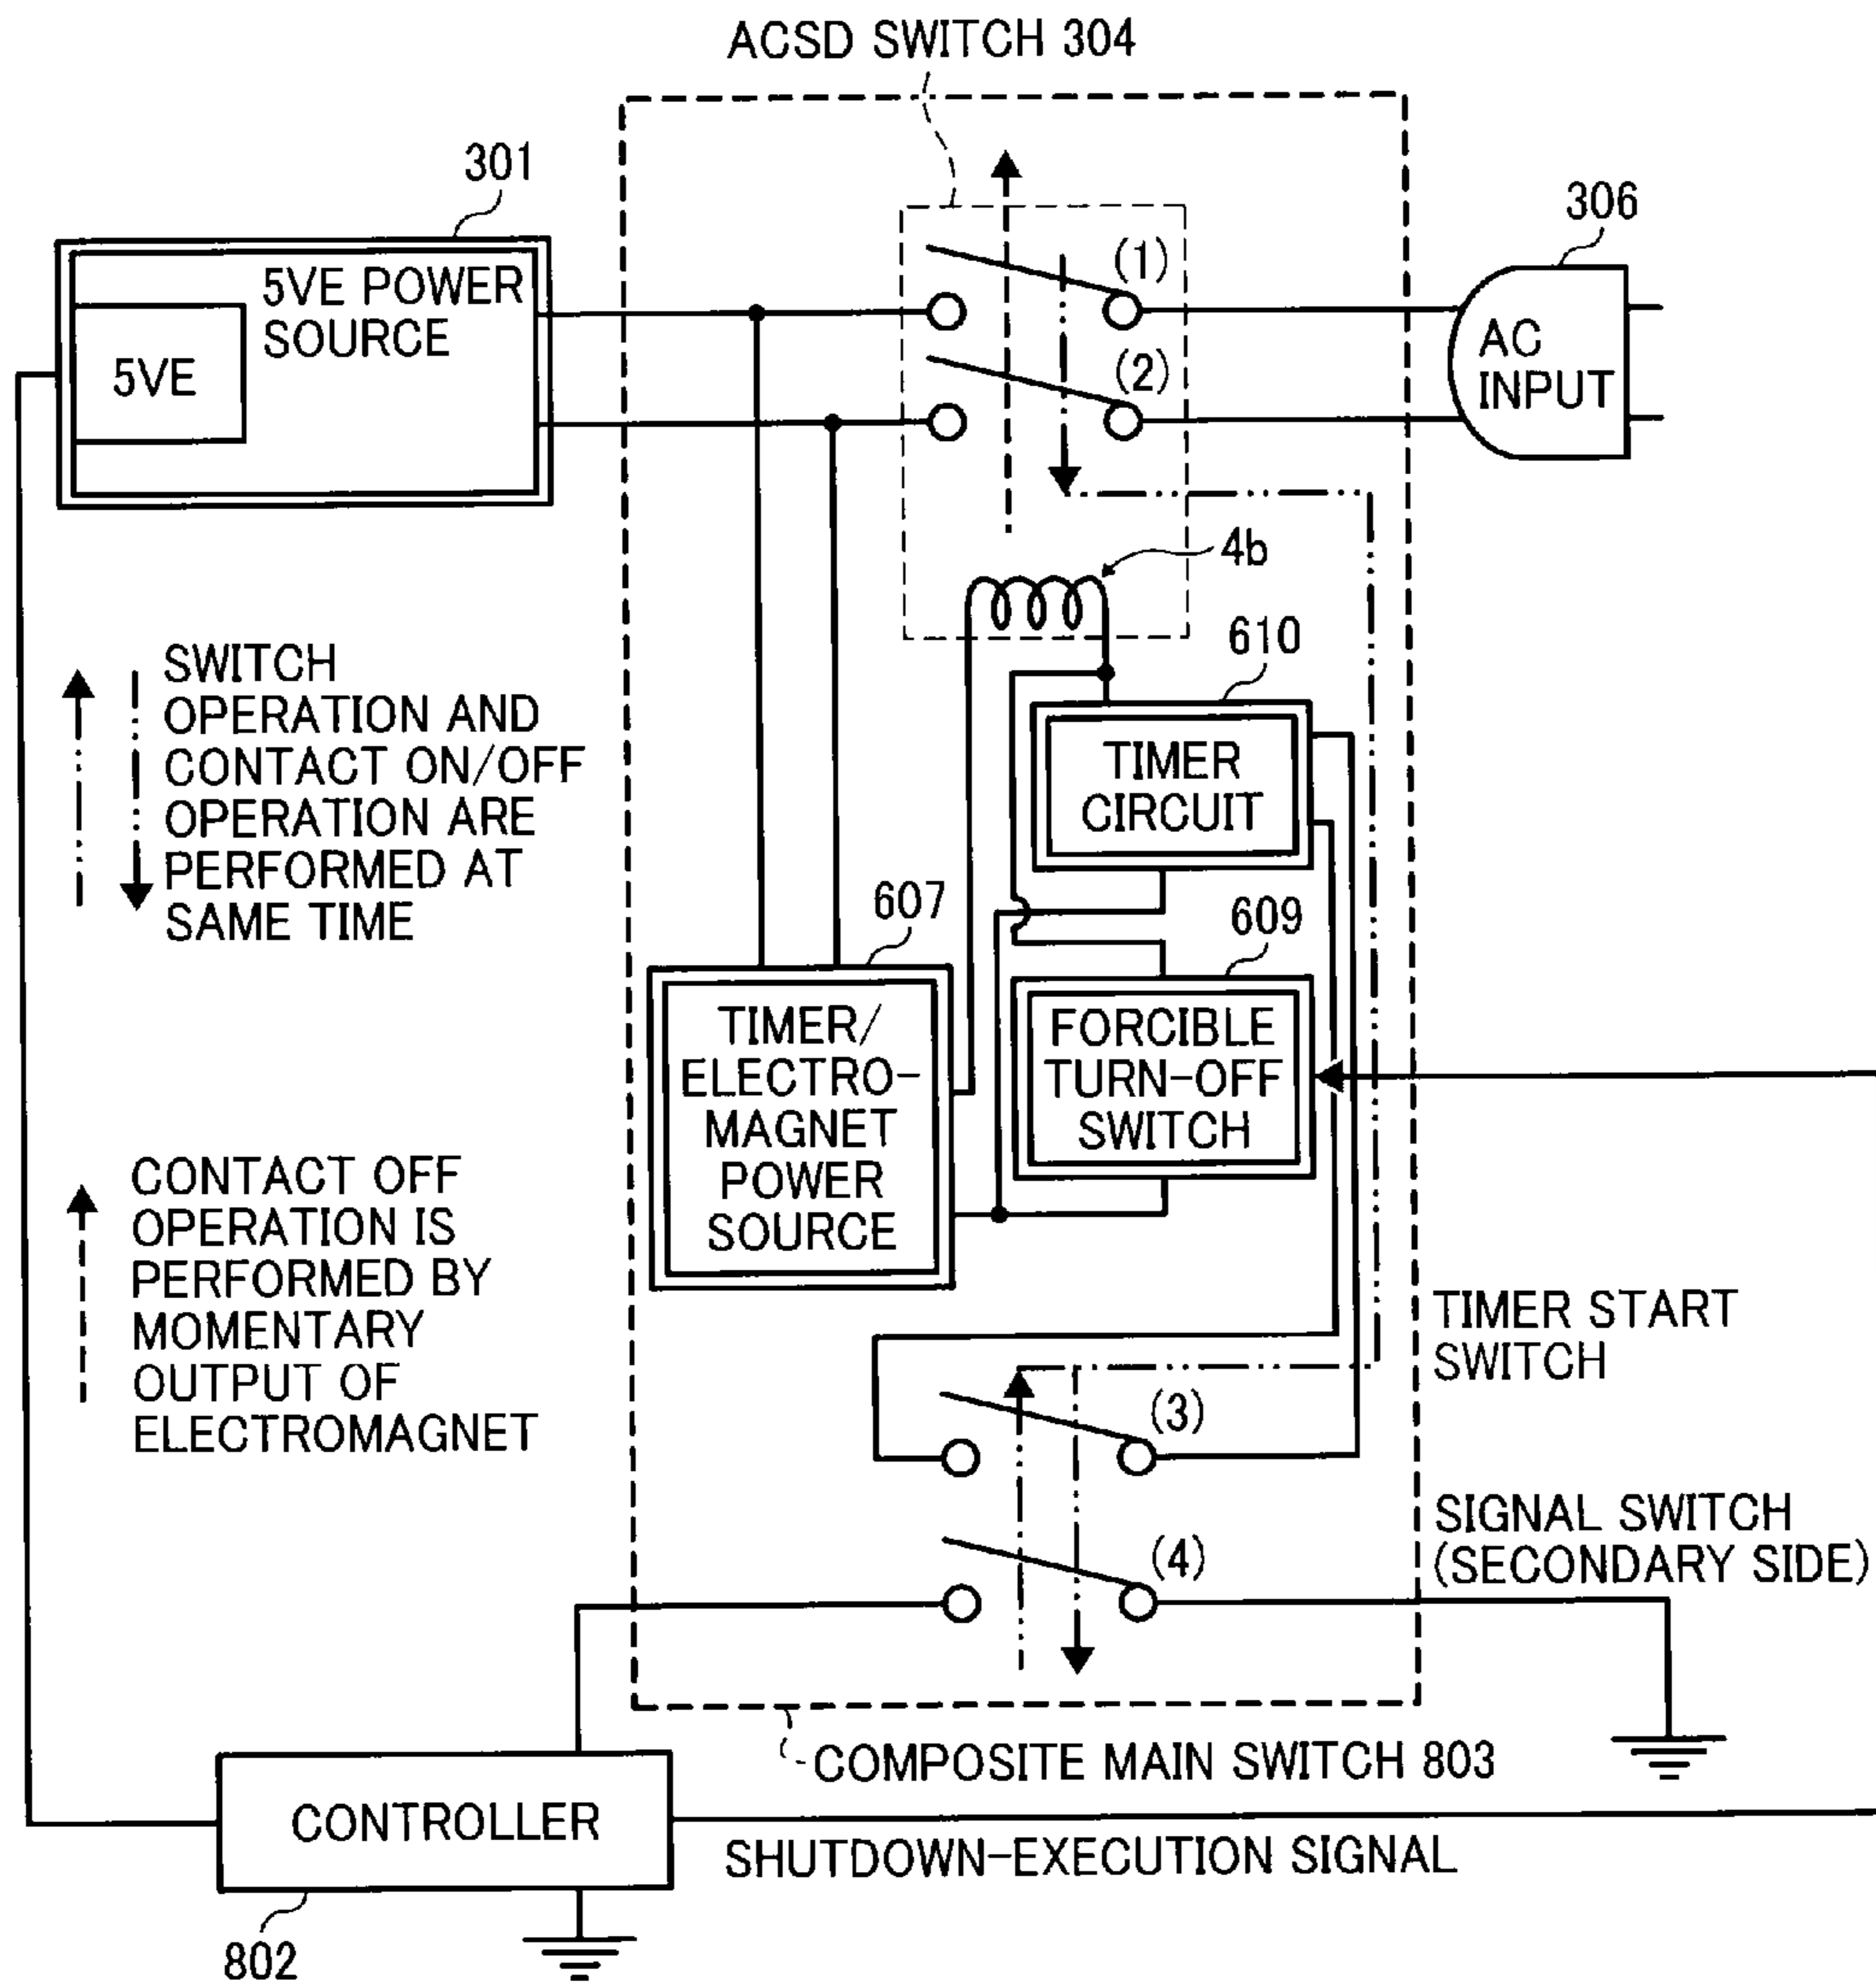 ACSD SWITCH 304
301
306
(1)
5VE POWER
SOURCE
5VE
AC
INPUT
(2)
4b
610
SWITCH
OPERATION AND
CONTACT ON/OFF
OPERATION ARE
PERFORMED AT
SAME TIME
TIMER
CIRCUIT
607
609
TIMER/
ELECTRO-
MAGNET
POWER
SOURCE
FORCIBLE
TURN-OFF
SWITCH
CONTACT OFF
OPERATION IS
PERFORMED BY
MOMENTARY
OUTPUT OF
ELECTROMAGNET
TIMER START
SWITCH
(3)
SIGNAL SWITCH
(SECONDARY SIDE)
(4)
COMPOSITE MAIN SWITCH 803
CONTROLLER
SHUTDOWN-EXECUTION SIGNAL
802